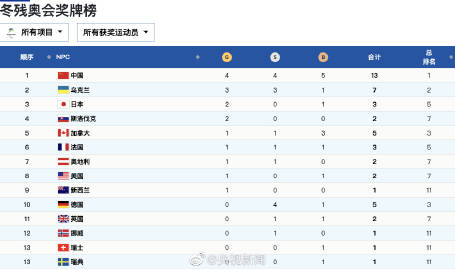 冬残奥会奖牌榜
所有项目 所有获奖运动员
顺序 NPC G S B 合计 总排名
1 中国 4 4 5 13 1
2 乌克兰 3 3 1 7 2
3 日本 2 0 1 3 5
4 斯洛伐克 2 0 0 2 7
5 加拿大 1 1 3 5 3
6 法国 1 1 1 3 5
7 奥地利 1 1 0 2 7
8 美国 1 0 1 2 7
9 新西兰 1 0 0 1 11
10 德国 0 4 1 5 3
11 英国 0 1 1 2 7
12 挪威 0 1 0 1 11
13 瑞士 0 0 1 1 11
13 瑞典 0 0 1 1 11
@央视新闻